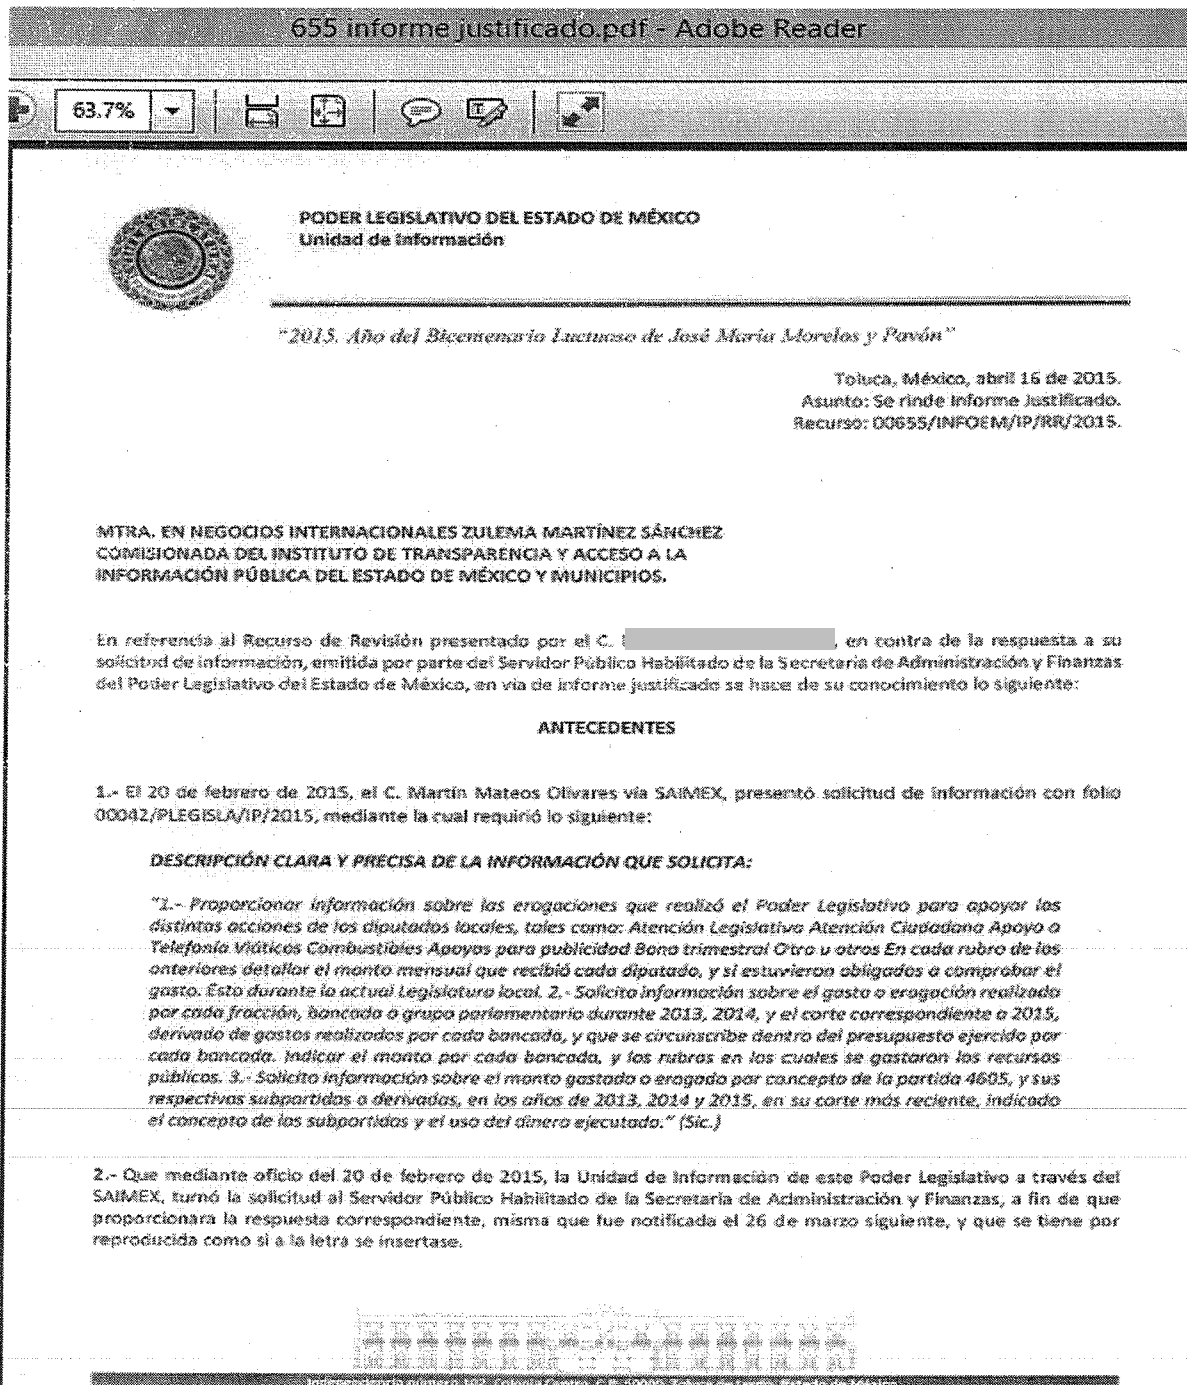 655 informe justificado.pdf - Adobe Reader
63.7%
PODER LEGISLATIVO DEL ESTADO DE MÉXICO
Unidad de Información
"2015. Año del Bicentenario Luctuoso de José María Morelos y Pavón"
Toluca, México, abril 16 de 2015.
Asunto: Se rinde Informe Justificado.
Recurso: 00655/INFOEM/IP/RR/2015.
MTRA. EN NEGOCIOS INTERNACIONALES ZULEMA MARTÍNEZ SÁNCHEZ
COMISIONADA DEL INSTITUTO DE TRANSPARENCIA Y ACCESO A LA
INFORMACIÓN PÚBLICA DEL ESTADO DE MÉXICO Y MUNICIPIOS.
En referencia al Recurso de Revisión presentado por el C. , en contra de la respuesta a su
solicitud de información, emitida por parte del Servidor Público Habilitado de la Secretaría de Administración y Finanzas
del Poder Legislativo del Estado de México, en vía de informe justificado se hace de su conocimiento lo siguiente:
ANTECEDENTES
1.- El 20 de febrero de 2015, el C. Martín Mateos Olivares vía SAIMEX, presentó solicitud de información con folio
00042/PLEGISLA/IP/2015, mediante la cual requirió lo siguiente:
DESCRIPCIÓN CLARA Y PRECISA DE LA INFORMACIÓN QUE SOLICITA:
"1.- Proporcionar información sobre las erogaciones que realizó el Poder Legislativo para apoyar las
distintas acciones de los diputados locales, tales como: Atención Legislativa Atención Ciudadana Apoyo a
Telefonía Viáticos Combustibles Apoyos para publicidad Bono trimestral Otro u otros En cada rubro de los
anteriores detallar el monto mensual que recibió cada diputado, y si estuvieron obligados a comprobar el
gasto. Esto durante la actual Legislatura local. 2.- Solicito información sobre el gasto o erogación realizada
por cada fracción, bancada o grupo parlamentario durante 2013, 2014, y el corte correspondiente a 2015,
derivado de gastos realizados por cada bancada, y que se circunscribe dentro del presupuesto ejercido por
cada bancada. Indicar el monto por cada bancada, y los rubros en los cuales se gastaron los recursos
públicos. 3.- Solicito información sobre el monto gastado o erogado por concepto de la partida 4605, y sus
respectivas subpartidas o derivadas, en los años de 2013, 2014 y 2015, en su corte más reciente, indicado
el concepto de las subpartidas y el uso del dinero ejecutado." (Sic.)
2.- Que mediante oficio del 20 de febrero de 2015, la Unidad de Información de este Poder Legislativo a través del
SAIMEX, turnó la solicitud al Servidor Público Habilitado de la Secretaría de Administración y Finanzas, a fin de que
proporcionara la respuesta correspondiente, misma que fue notificada el 26 de marzo siguiente, y que se tiene por
reproducida como si a la letra se insertase.